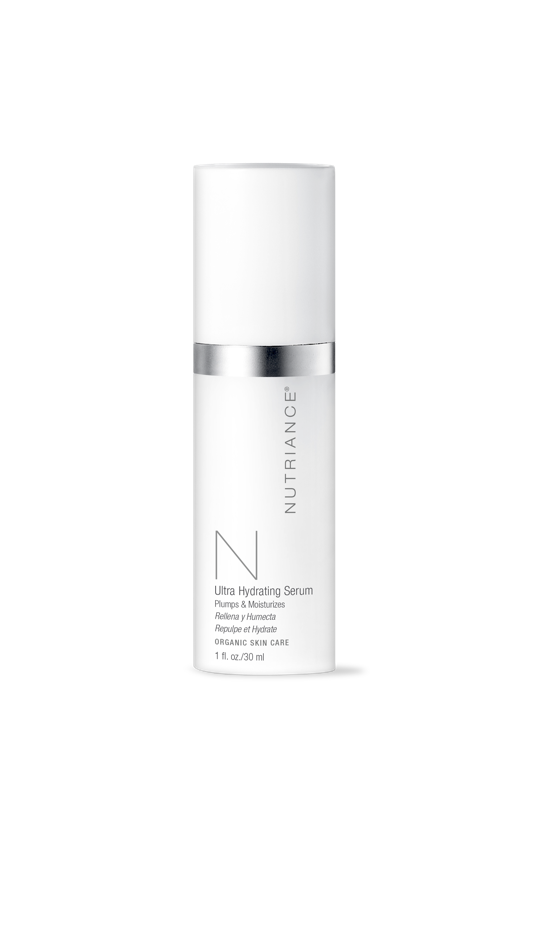 NUTRIANCE®
N
Ultra Hydrating Serum
Plumps & Moisturizes
Rellena y Humecta
Repulpe et Hydrate
ORGANIC SKIN CARE
1 fl. oz./30 ml